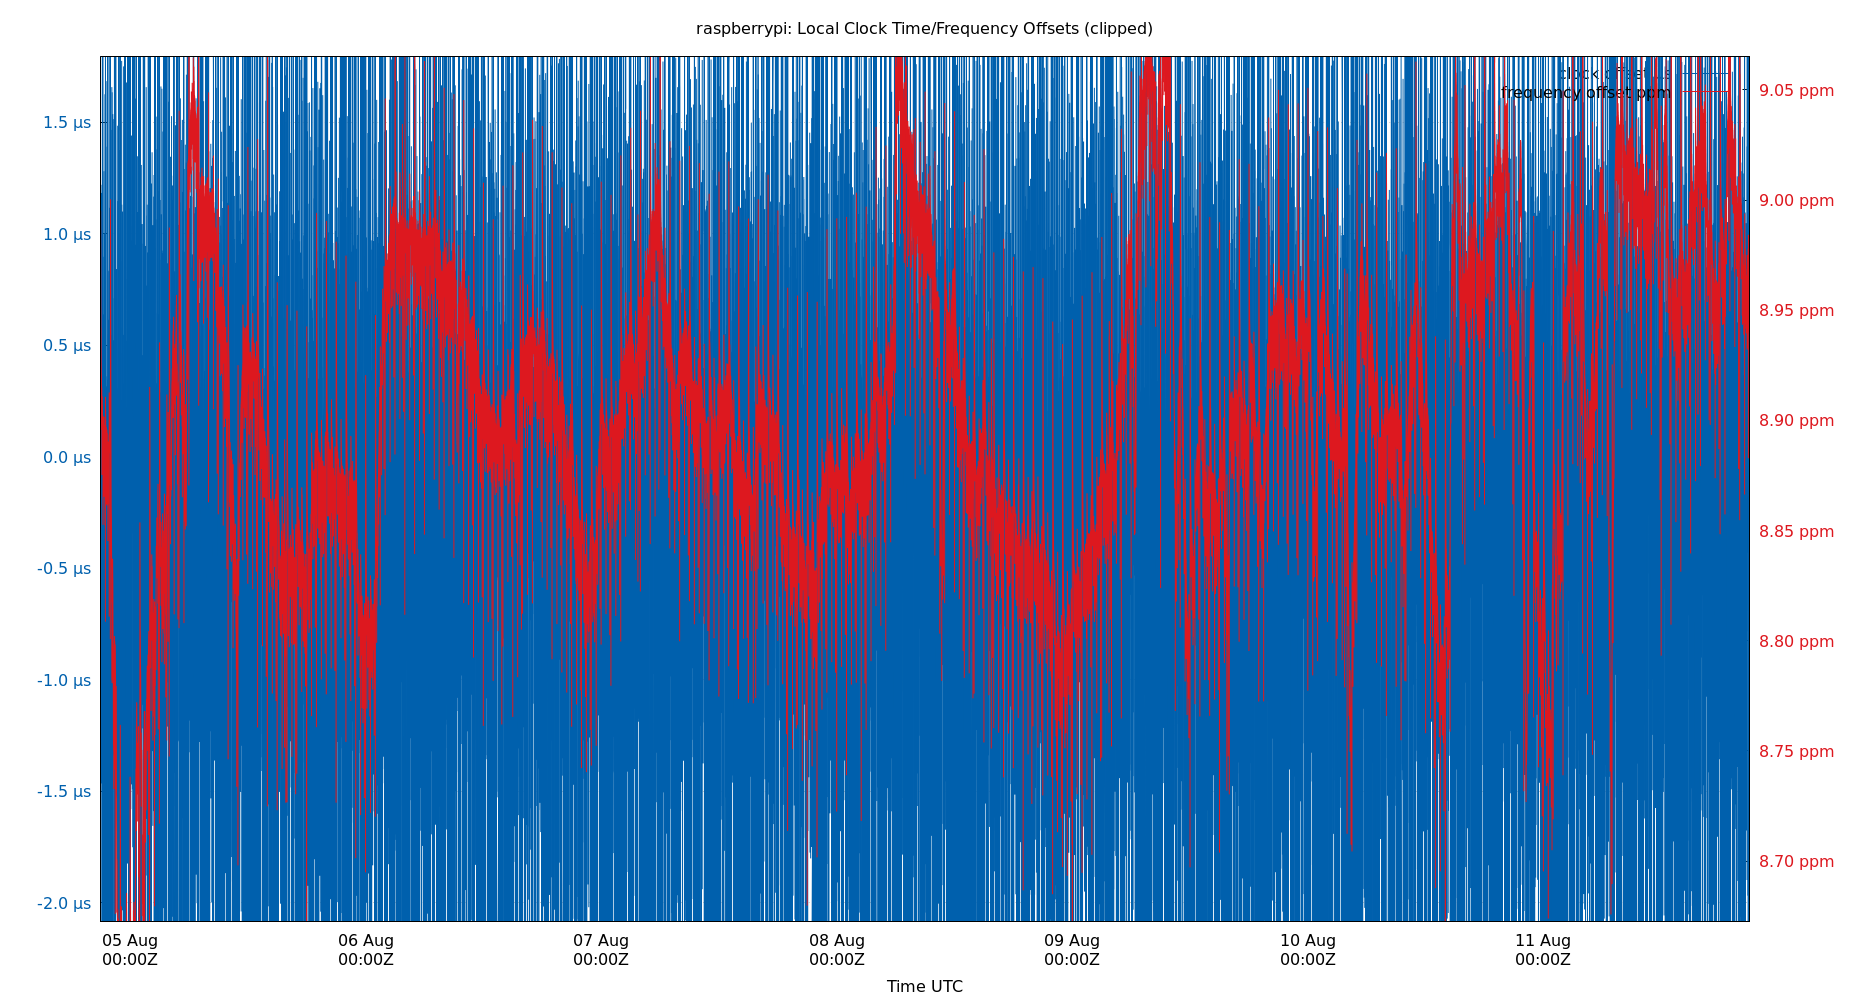 raspberrypi: Local Clock Time/Frequency Offsets (clipped)
clock offset
frequency offset ppm
1.5 μs
1.0 μs
0.5 μs
0.0 μs
-0.5 μs
-1.0 μs
-1.5 μs
-2.0 μs
9.05 ppm
9.00 ppm
8.95 ppm
8.90 ppm
8.85 ppm
8.80 ppm
8.75 ppm
8.70 ppm
05 Aug 06 Aug 07 Aug 08 Aug 09 Aug 10 Aug 11 Aug
00:00Z 00:00Z 00:00Z 00:00Z 00:00Z 00:00Z 00:00Z
Time UTC